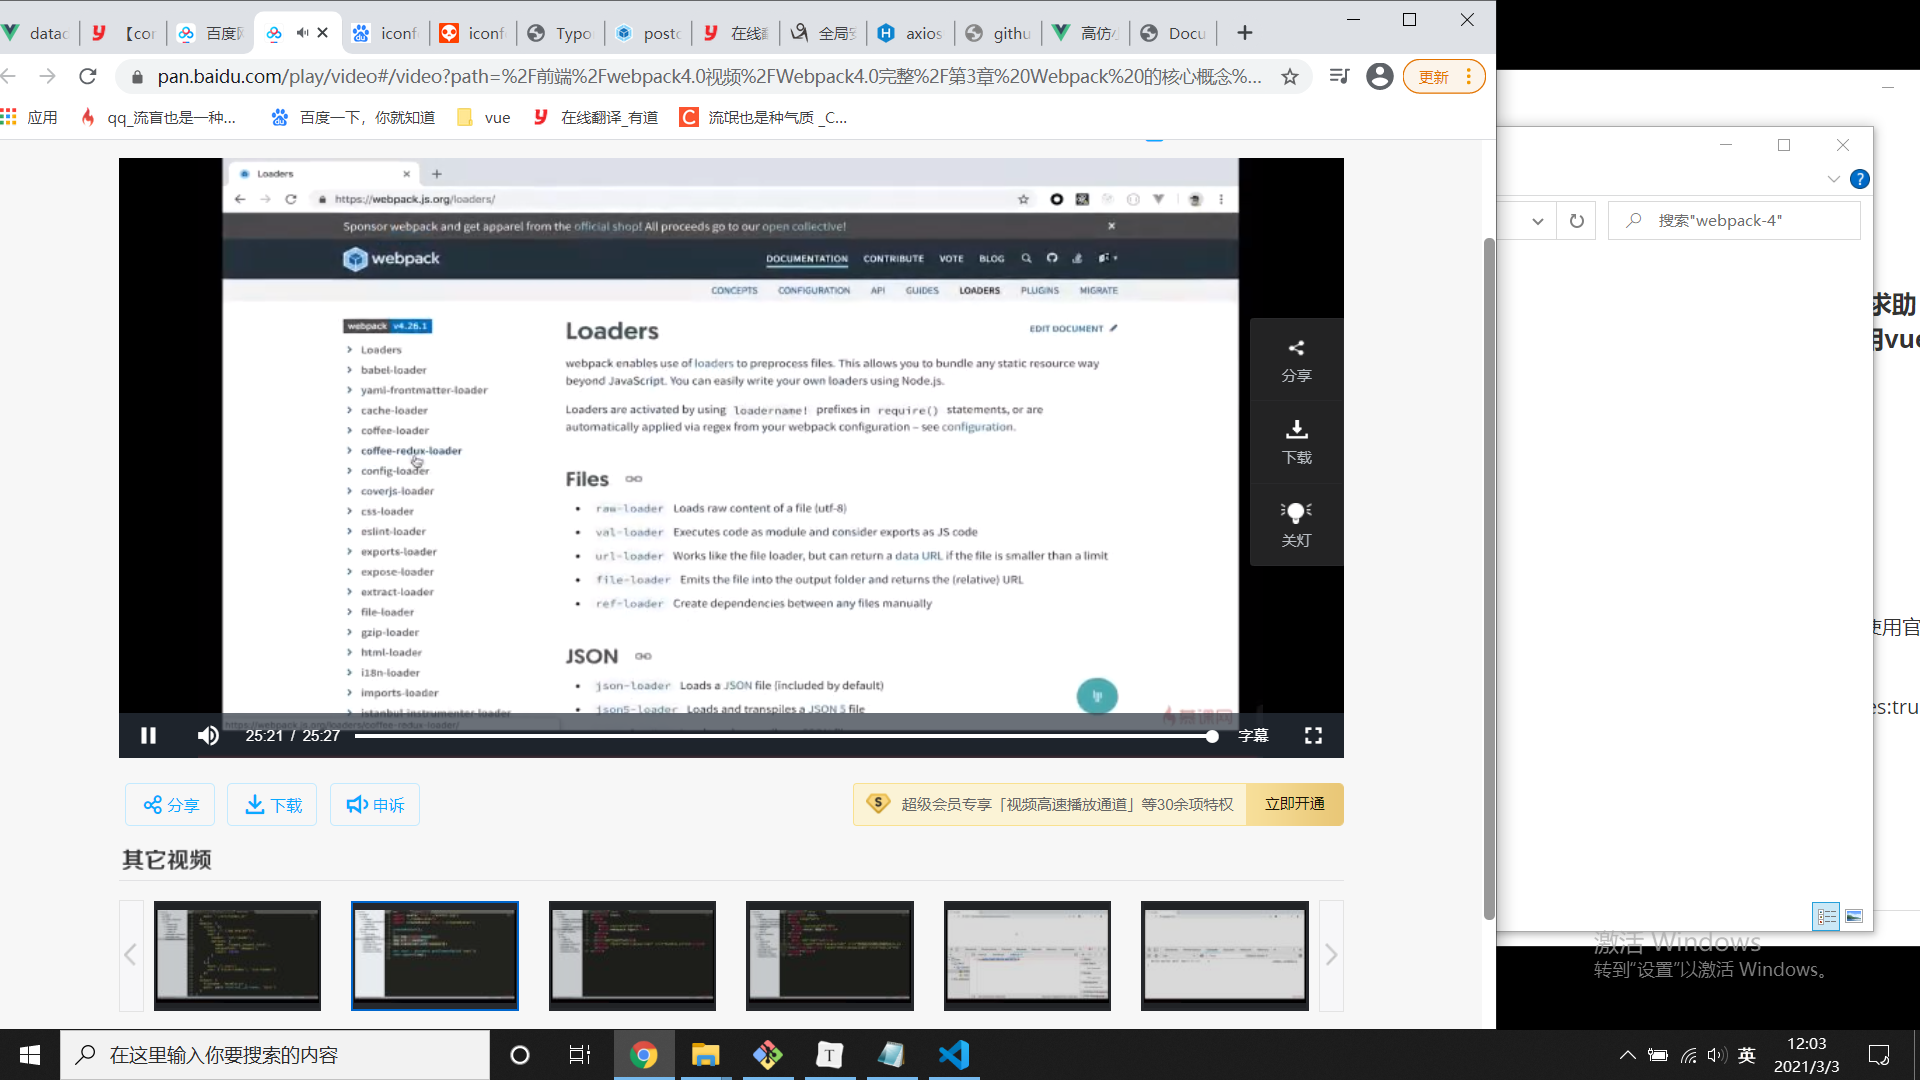 datac
【cor
百度网
iconf
iconf
Typo
postc
在线翻
全局安
axios
githu
高仿小
Docu
pan.baidu.com/play/video#/video?path=%2F前端%2Fwebpack4.0视频%2FWebpack4.0完整%2F第3章%20Webpack%20的核心概念%...
更新
应用
qq_流盲也是一种...
百度一下，你就知道
vue
在线翻译_有道
流氓也是种气质 _C...
Loaders
https://webpack.js.org/loaders/
Sponsor webpack and get apparel from the official shop! All proceeds go to our open collective!
webpack
DOCUMENTATION CONTRIBUTE VOTE BLOG
CONCEPTS CONFIGURATION API GUIDES LOADERS PLUGINS MIGRATE
webpack v4.26.1
Loaders
babel-loader
yaml-frontmatter-loader
cache-loader
coffee-loader
coffee-redux-loader
config-loader
coverjs-loader
css-loader
eslint-loader
exports-loader
expose-loader
extract-loader
file-loader
gzip-loader
html-loader
i18n-loader
imports-loader
istanbul-instrumenter-loader
https://webpack.js.org/loaders/coffee-redux-loader/
Loaders
EDIT DOCUMENT
webpack enables use of loaders to preprocess files. This allows you to bundle any static resource way
beyond JavaScript. You can easily write your own loaders using Node.js.
Loaders are activated by using loadername! prefixes in require() statements, or are
automatically applied via regex from your webpack configuration – see configuration.
Files
raw-loader Loads raw content of a file (utf-8)
val-loader Executes code as module and consider exports as JS code
url-loader Works like the file loader, but can return a data URL if the file is smaller than a limit
file-loader Emits the file into the output folder and returns the (relative) URL
ref-loader Create dependencies between any files manually
JSON
json-loader Loads a JSON file (included by default)
json5-loader Loads and transpiles a JSON 5 file
慕课网
分享
下载
关灯
25:21 / 25:27
字幕
分享
下载
申诉
超级会员专享「视频高速播放通道」等30余项特权
立即开通
其它视频
搜索"webpack-4"
求助
用vue
使用官
es:tru
激活 Windows
转到"设置"以激活 Windows。
在这里输入你要搜索的内容
英
12:03
2021/3/3